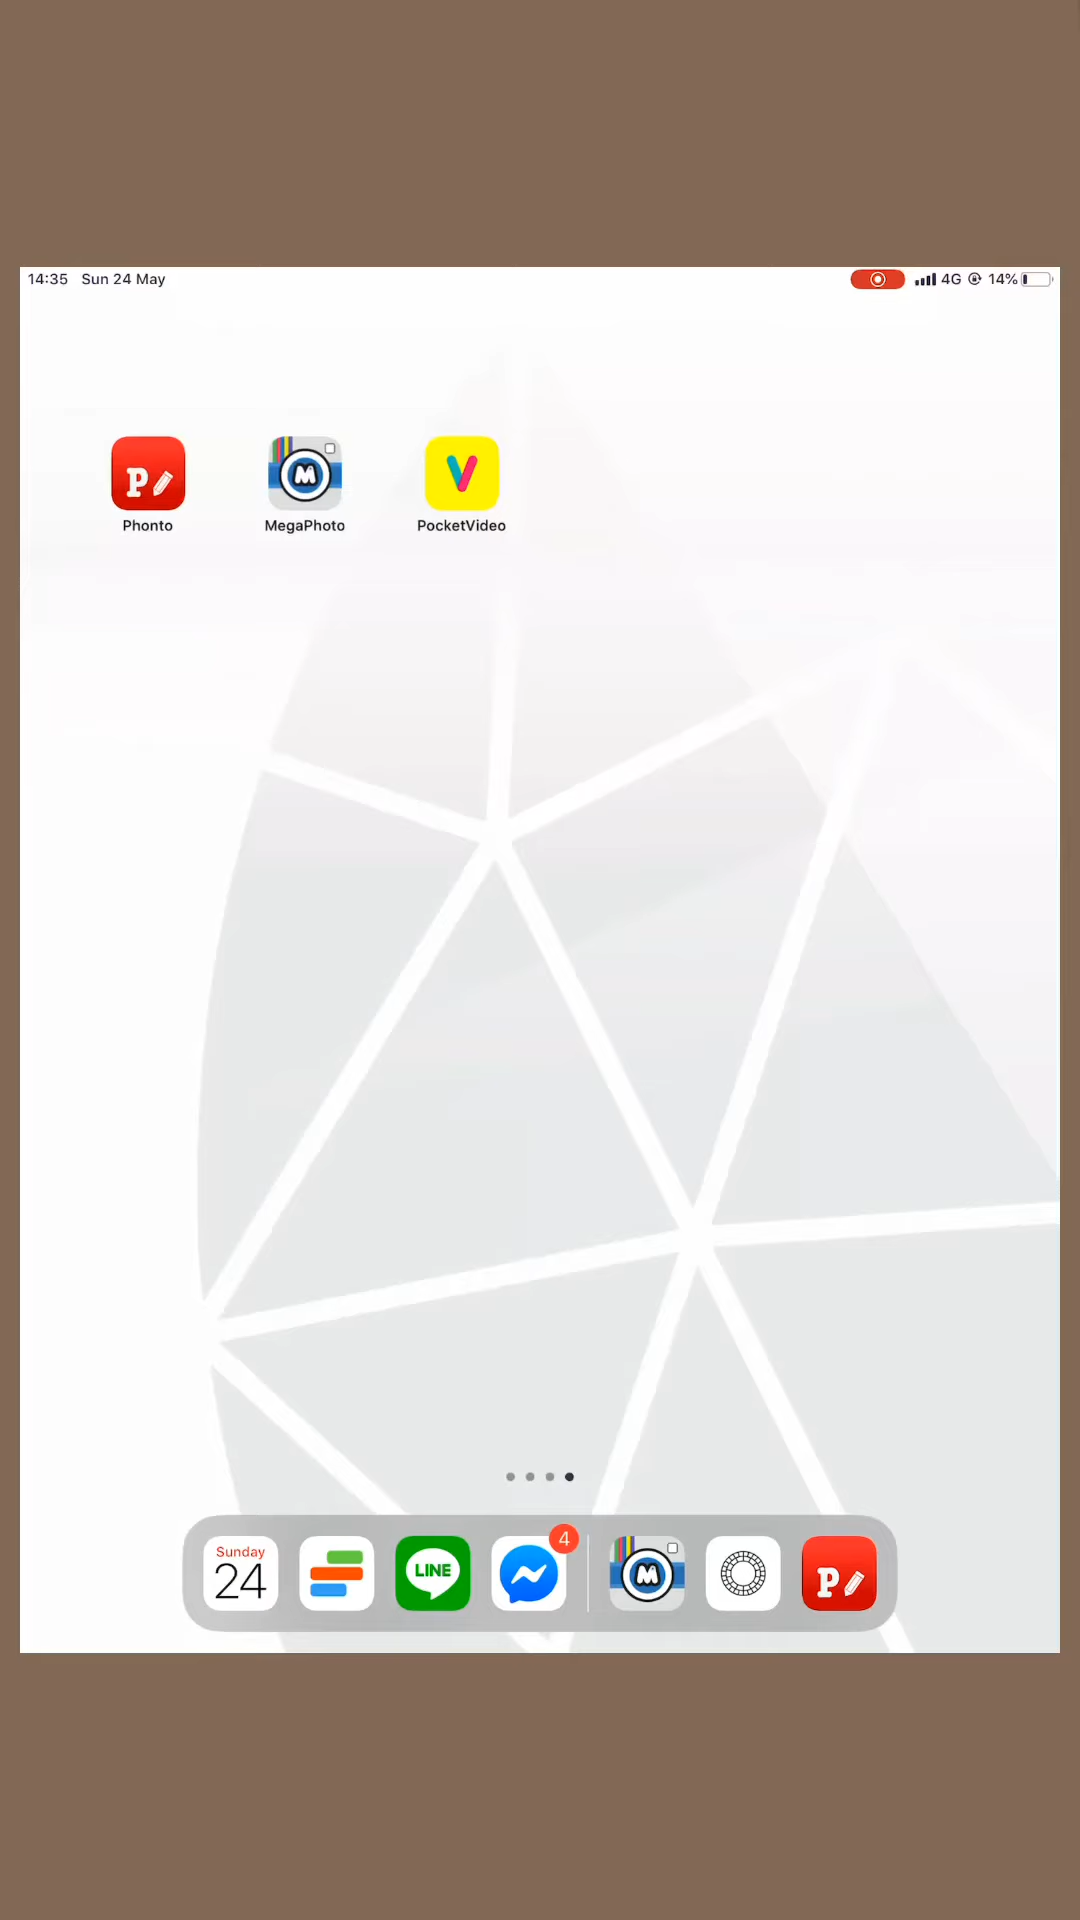 14:35 Sun 24 May 4G 14%
P M V
Phonto MegaPhoto PocketVideo
4
Sunday
24 LINE M P